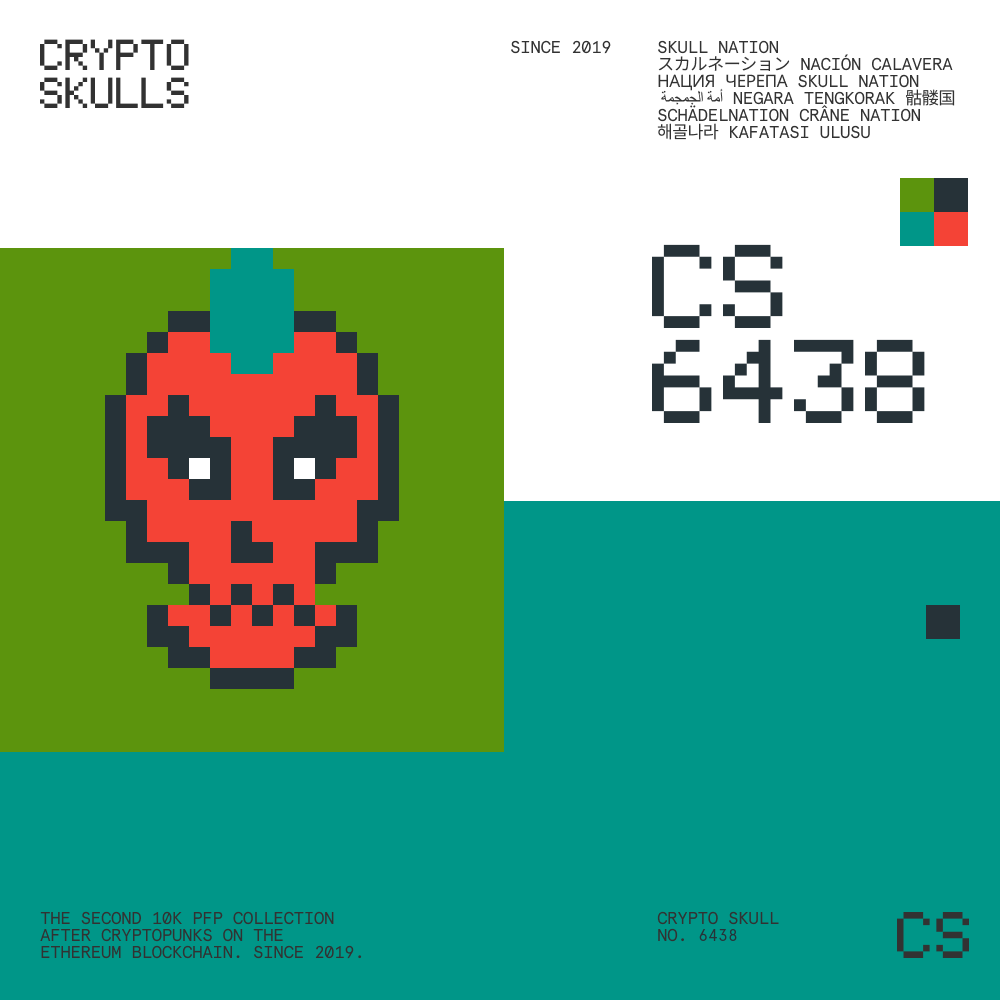 CRYPTO
SKULLS
SINCE 2019
SKULL NATION
スカルネーション NACIÓN CALAVERA
НАЦИЯ ЧЕРЕПА SKULL NATION
أمة الجمجمة NEGARA TENGKORAK 骷髅国
SCHÄDELNATION CRÂNE NATION
해골나라 KAFATASI ULUSU
CS
6438
THE SECOND 10K PFP COLLECTION
AFTER CRYPTOPUNKS ON THE
ETHEREUM BLOCKCHAIN. SINCE 2019.
CRYPTO SKULL
NO. 6438
CS